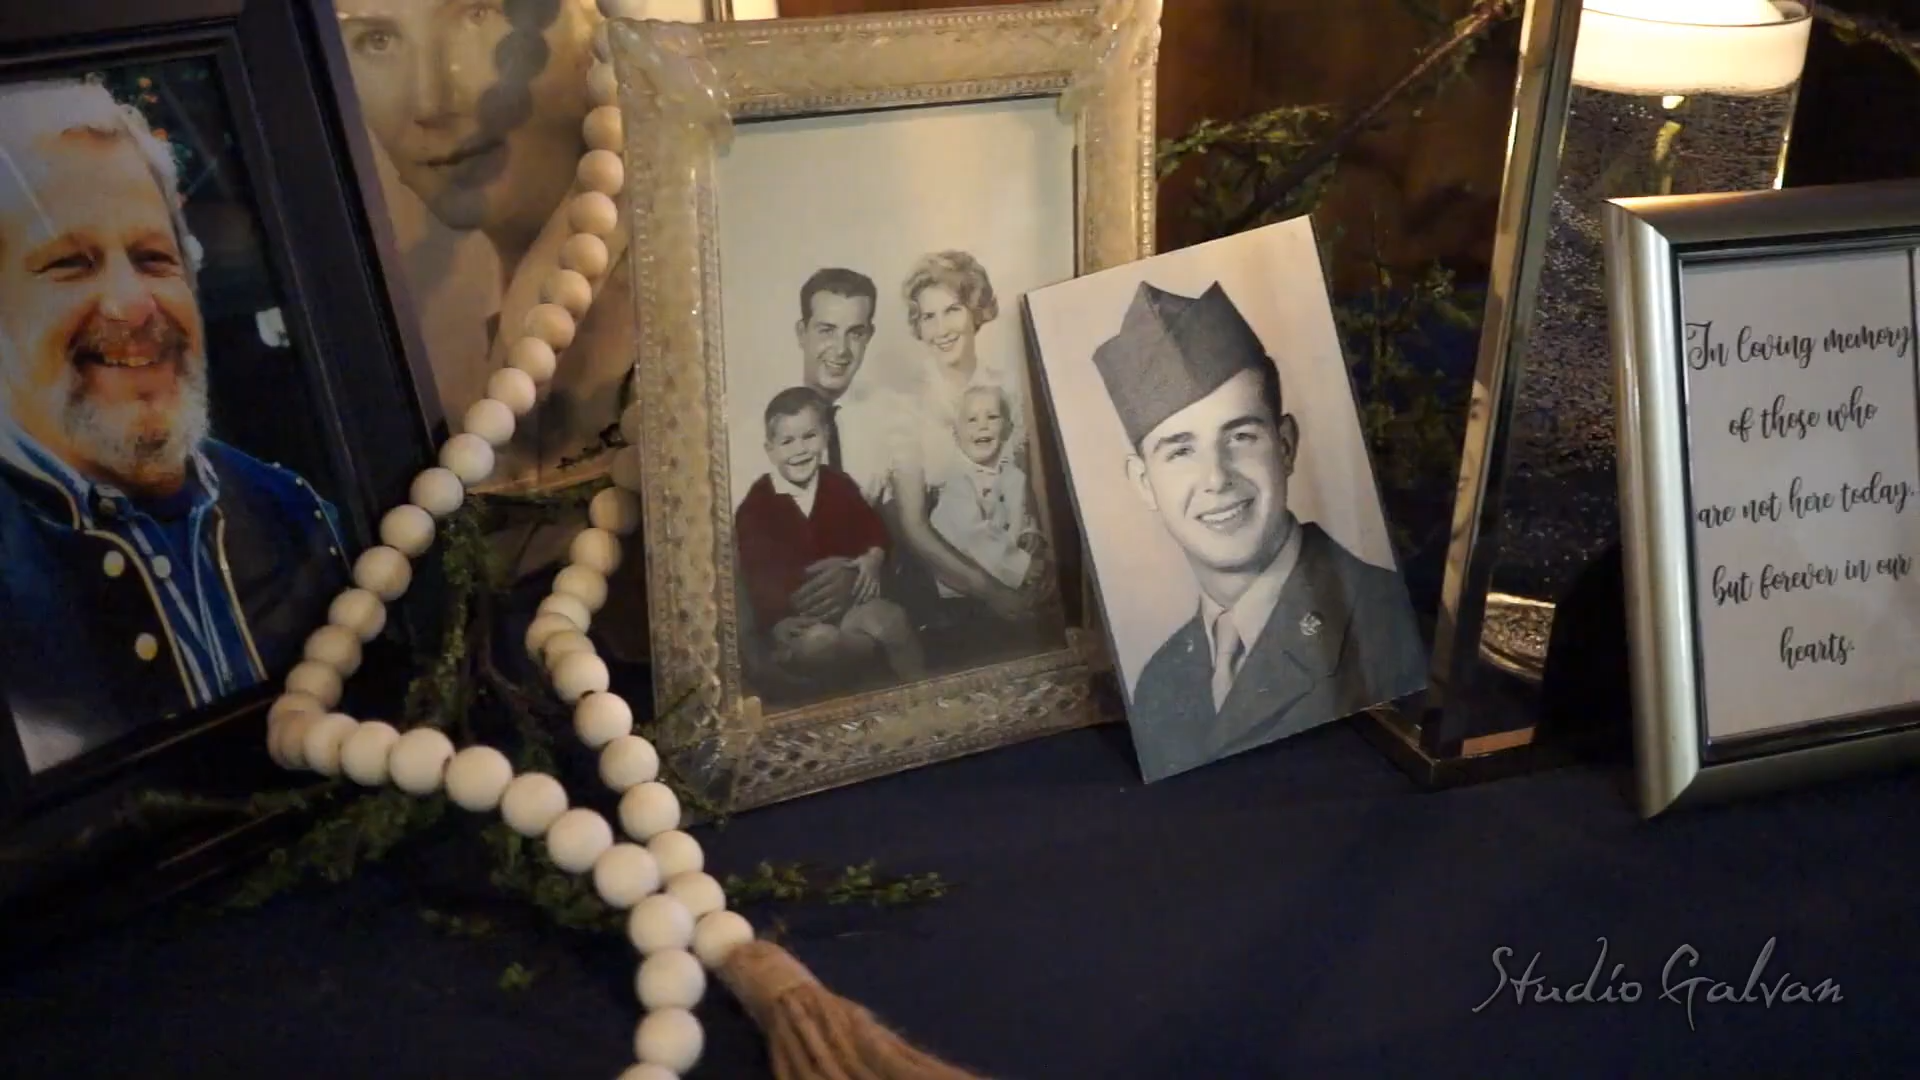 In loving memory
of those who
are not here today,
but forever in our
hearts.
Studio Galvan